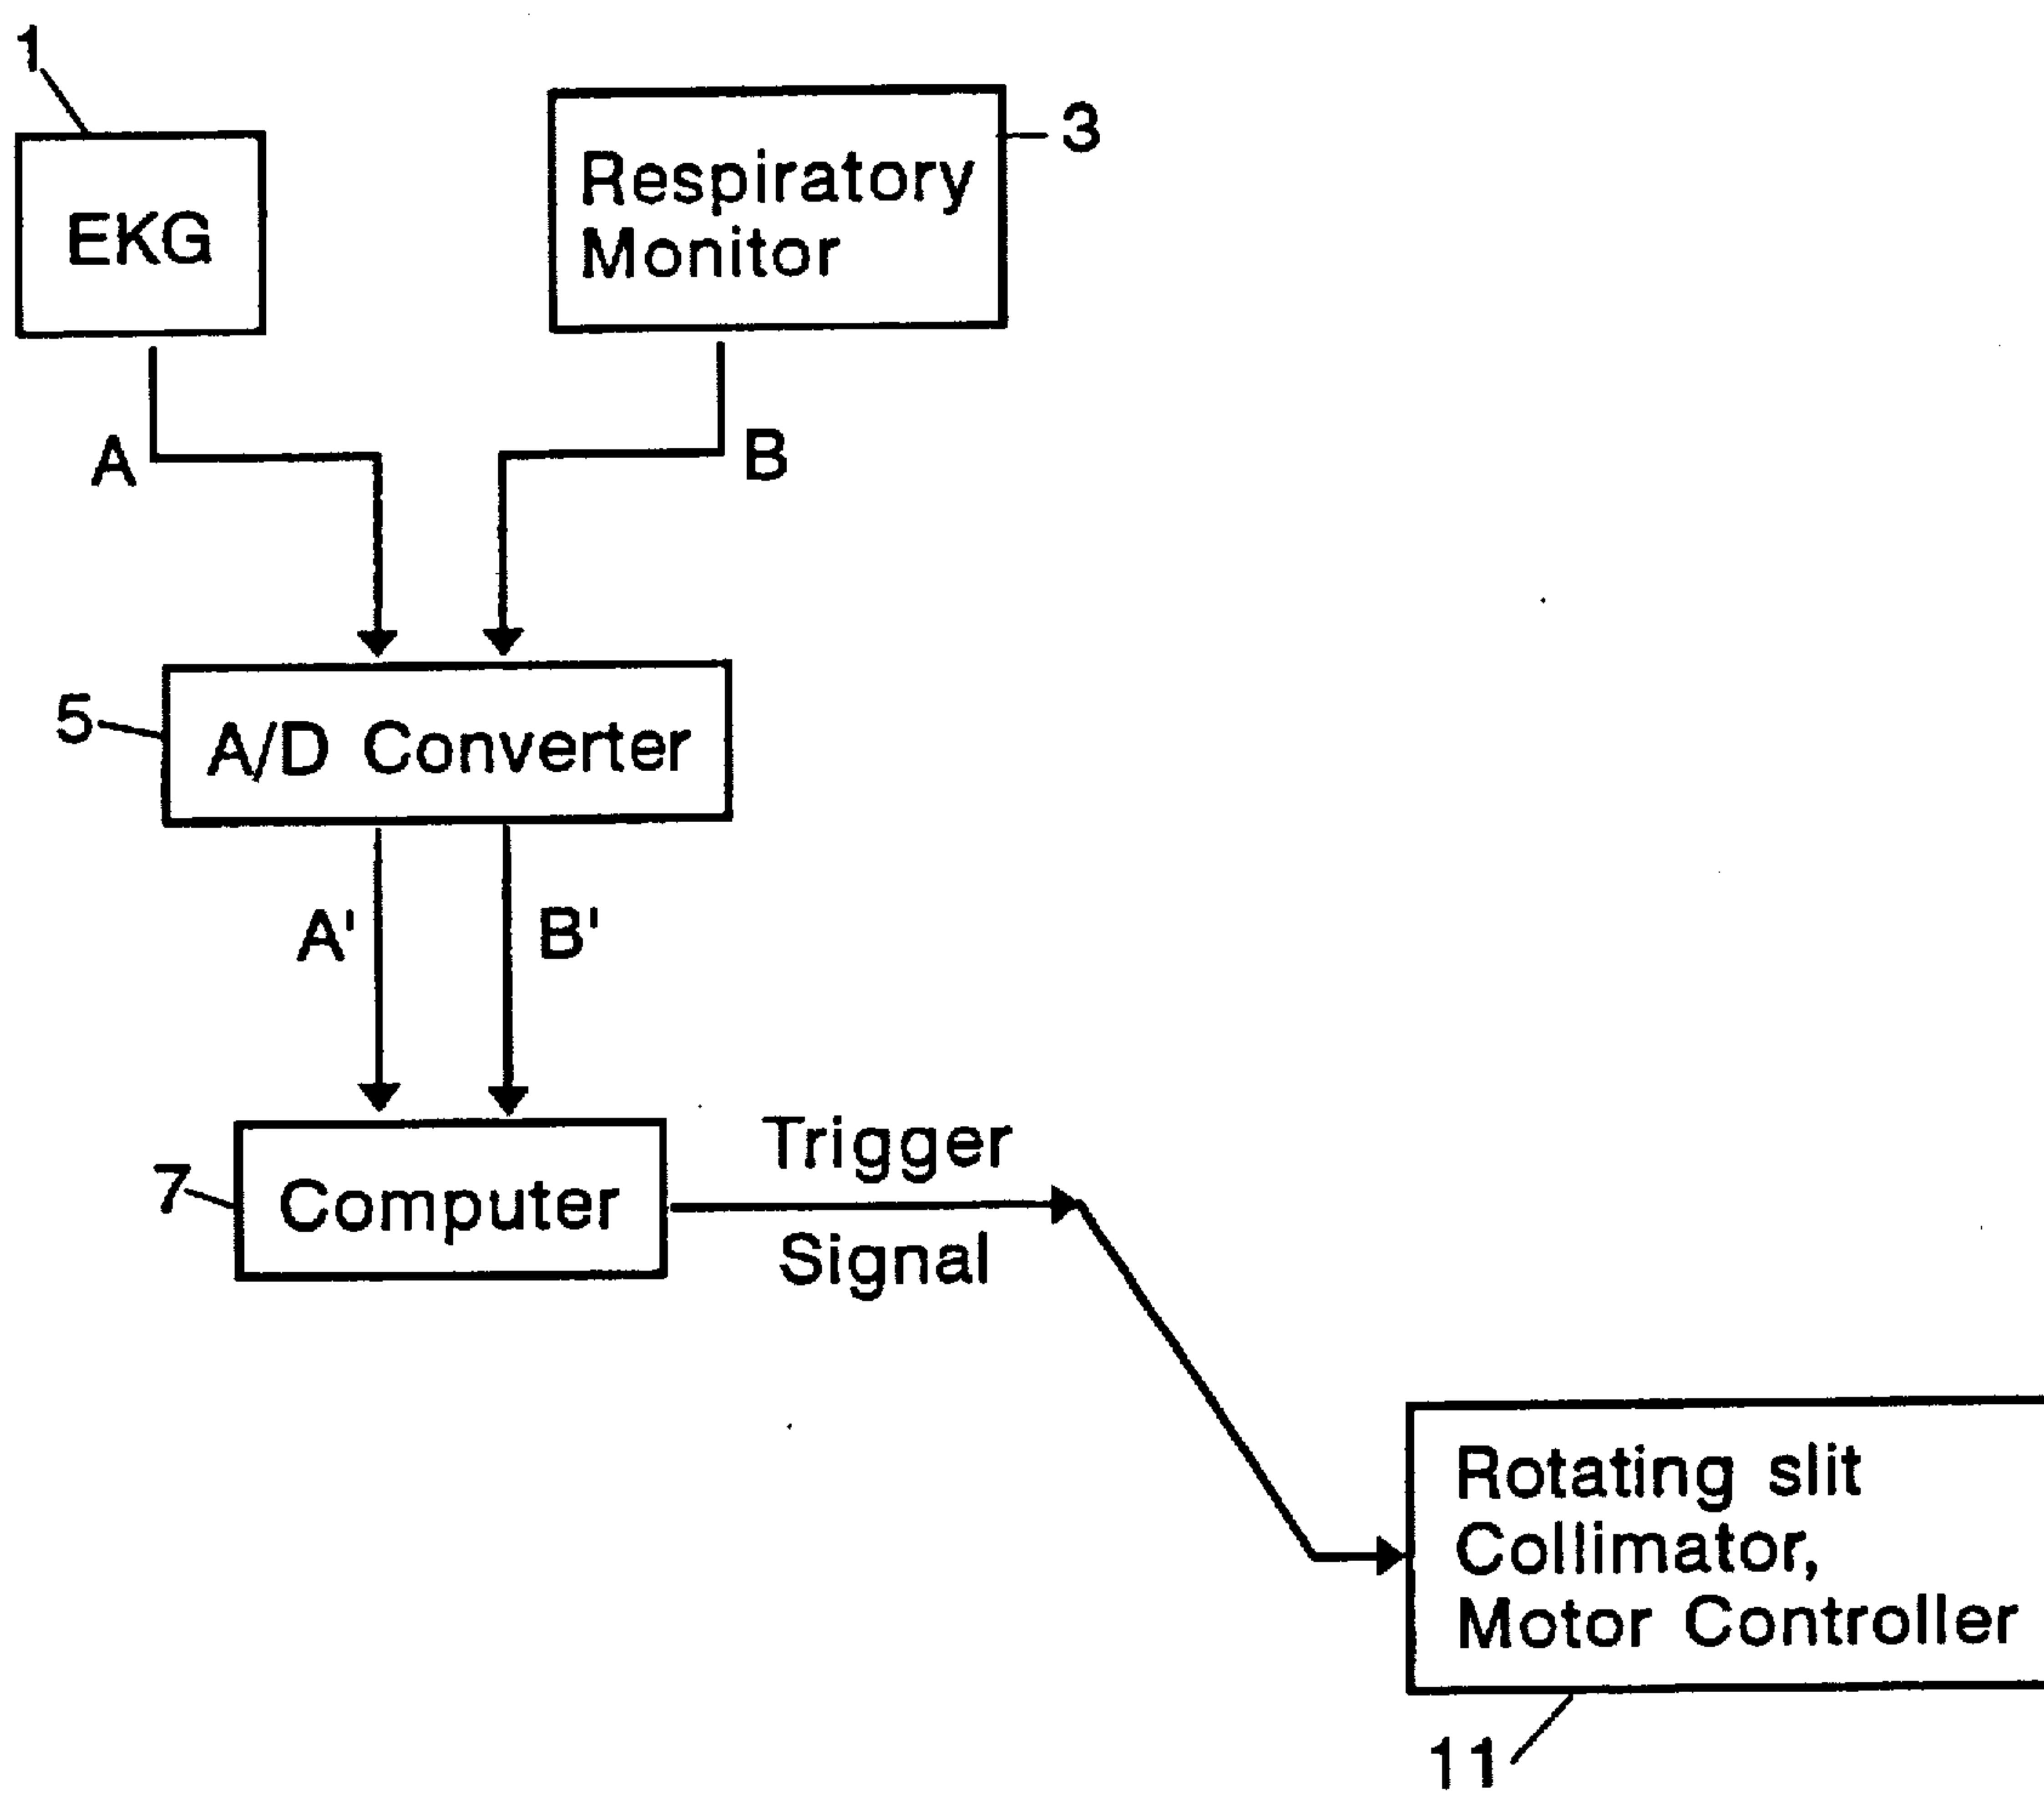 1
EKG
Respiratory
Monitor
3
A
B
5
A/D Converter
A'
B'
7
Computer
Trigger
Signal
Rotating slit
Collimator,
Motor Controller
11